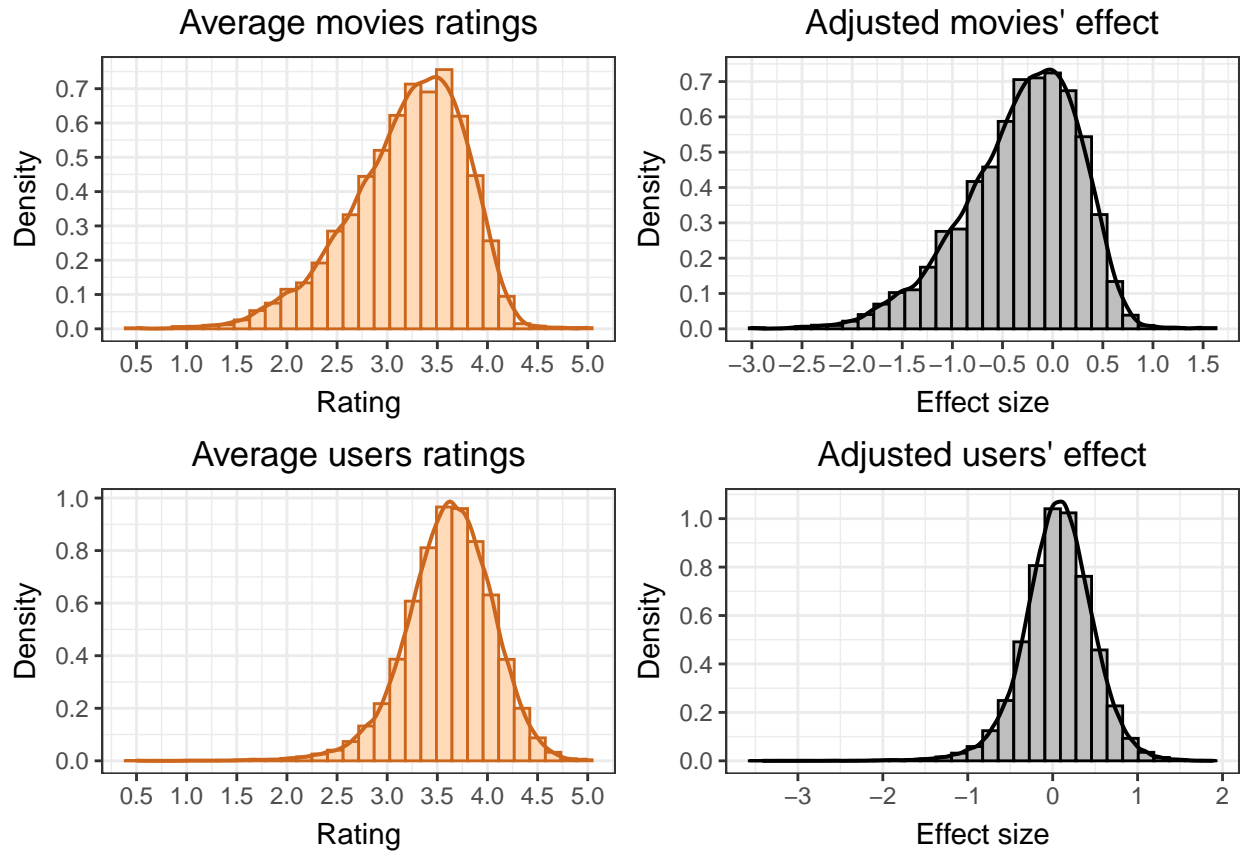 Average movies ratings
Adjusted movies' effect
Density
0.7
0.6
0.5
0.4
0.3
0.2
0.1
0.0
0.5 1.0 1.5 2.0 2.5 3.0 3.5 4.0 4.5 5.0
Rating
Density
0.7
0.6
0.5
0.4
0.3
0.2
0.1
0.0
−3.0 −2.5 −2.0 −1.5 −1.0 −0.5 0.0 0.5 1.0 1.5
Effect size
Average users ratings
Adjusted users' effect
Density
1.0
0.8
0.6
0.4
0.2
0.0
0.5 1.0 1.5 2.0 2.5 3.0 3.5 4.0 4.5 5.0
Rating
Density
1.0
0.8
0.6
0.4
0.2
0.0
−3 −2 −1 0 1 2
Effect size